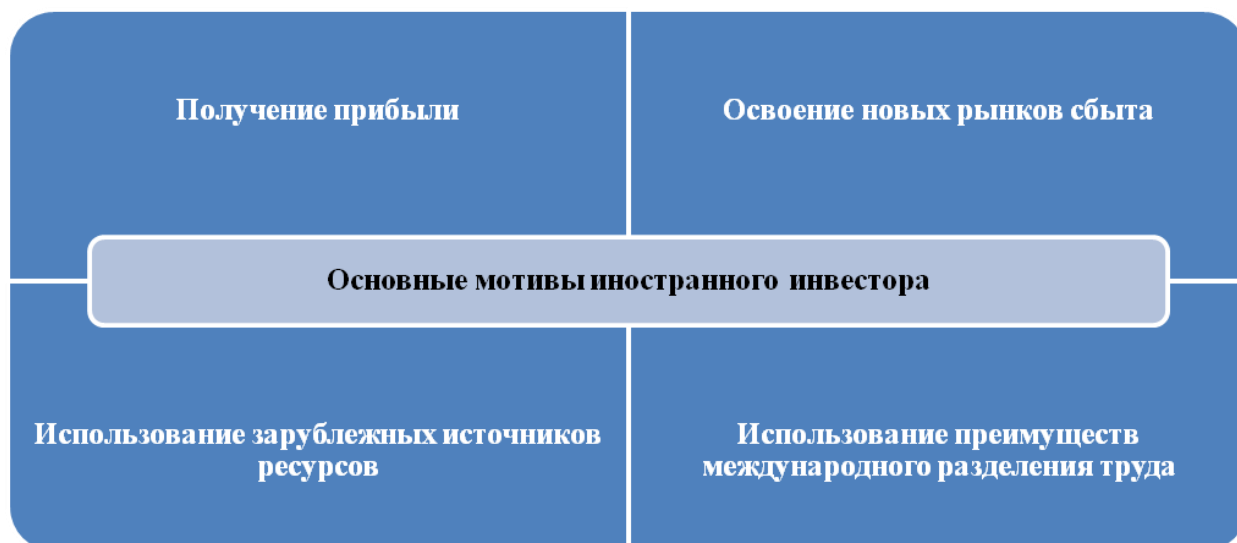 Получение прибыли
Освоение новых рынков сбыта
Основные мотивы иностранного инвестора
Использование зарублежных источников
ресурсов
Использование преимуществ
международного разделения труда